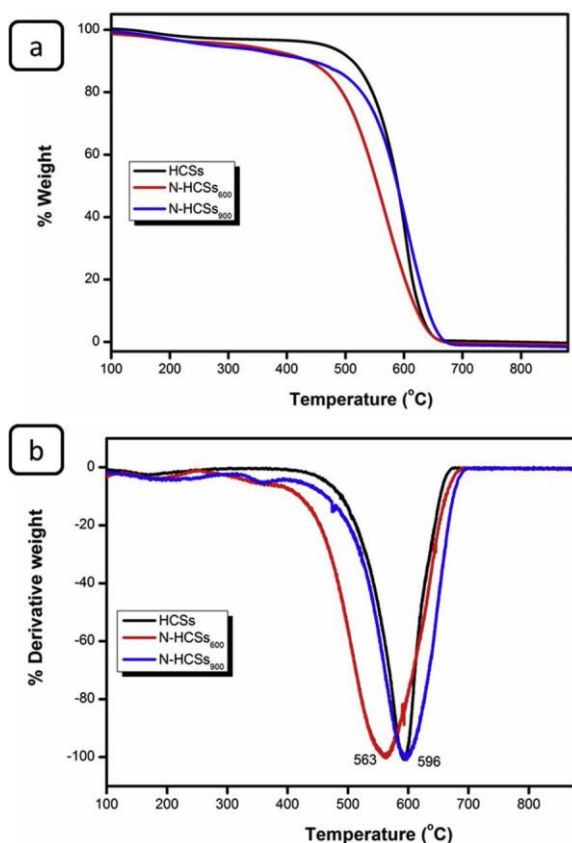 a
100
80
60
40
20
0
% Weight
HCSs
N-HCSs600
N-HCSs900
100 200 300 400 500 600 700 800
Temperature (°C)
b
0
-20
-40
-60
-80
-100
% Derivative weight
HCSs
N-HCSs600
N-HCSs900
563 596
100 200 300 400 500 600 700 800
Temperature (°C)